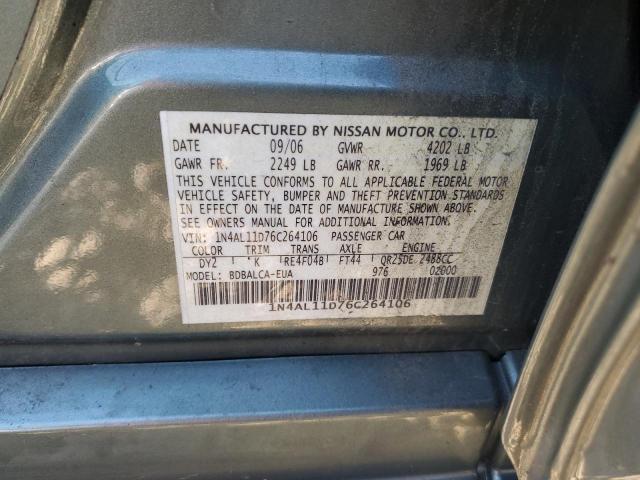 MANUFACTURED BY NISSAN MOTOR CO., LTD.
DATE 09/06 GVWR 4202 LB
GAWR FR. 2249 LB GAWR RR. 1969 LB
THIS VEHICLE CONFORMS TO ALL APPLICABLE FEDERAL MOTOR
VEHICLE SAFETY, BUMPER AND THEFT PREVENTION STANDARDS
IN EFFECT ON THE DATE OF MANUFACTURE SHOWN ABOVE.
SEE OWNERS MANUAL FOR ADDITIONAL INFORMATION
VIN: 1N4AL11D76C264106 PASSENGER CAR
COLOR TRIM TRANS AXLE ENGINE
DY2 K RE4F04B FT44 QR25DE 2488CC
MODEL: BDBALCA-EUA 976 02000
1N4AL11D76C264106